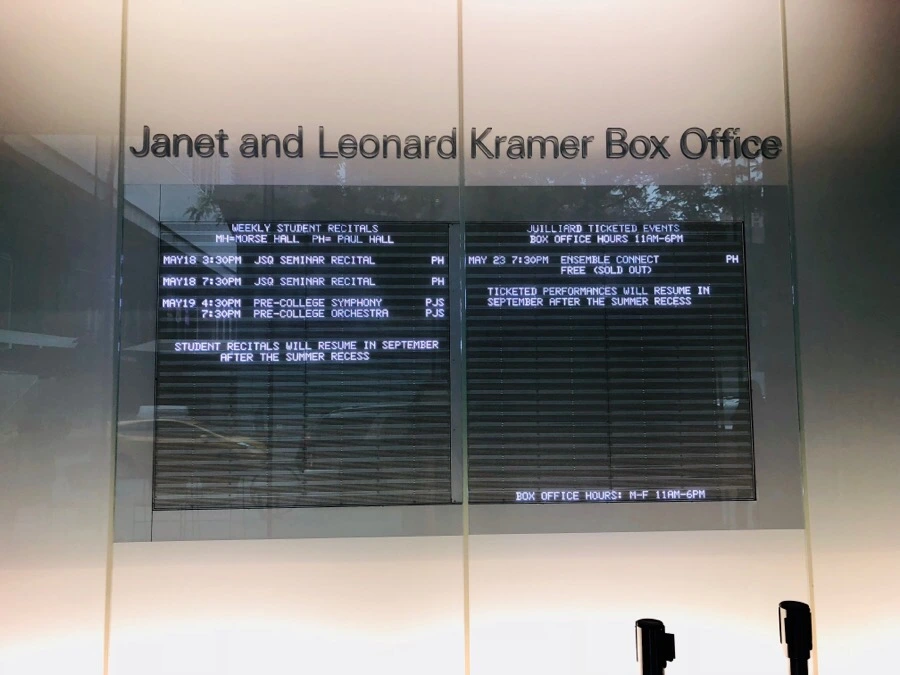 Janet and Leonard Kramer Box Office
WEEKLY STUDENT RECITALS
MH=MORSE HALL PH= PAUL HALL
MAY18 3:30PM JSQ SEMINAR RECITAL PH
MAY18 7:30PM JSQ SEMINAR RECITAL PH
MAY19 4:30PM PRE-COLLEGE SYMPHONY PJS
7:30PM PRE-COLLEGE ORCHESTRA PJS
STUDENT RECITALS WILL RESUME IN SEPTEMBER
AFTER THE SUMMER RECESS
JUILLIARD TICKETED EVENTS
BOX OFFICE HOURS 11AM-6PM
MAY 23 7:30PM ENSEMBLE CONNECT PH
FREE (SOLD OUT)
TICKETED PERFORMANCES WILL RESUME IN
SEPTEMBER AFTER THE SUMMER RECESS
BOX OFFICE HOURS: M-F 11AM-6PM